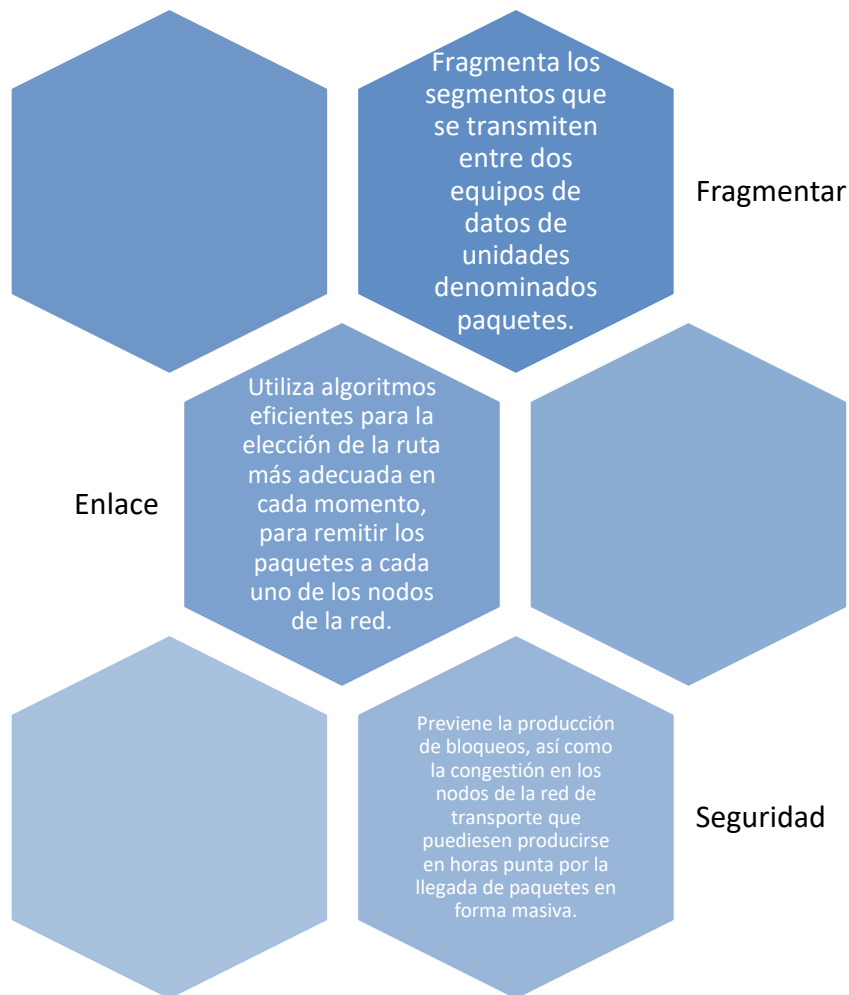 Fragmenta los
segmentos que
se transmiten
entre dos
equipos de
datos de
unidades
denominados
paquetes.
Fragmentar
Enlace
Utiliza algoritmos
eficientes para la
elección de la ruta
más adecuada en
cada momento,
para remitir los
paquetes a cada
uno de los nodos
de la red.
Previene la producción
de bloqueos, así como
la congestión en los
nodos de la red de
transporte que
puediesen producirse
en horas punta por la
llegada de paquetes en
forma masiva.
Seguridad